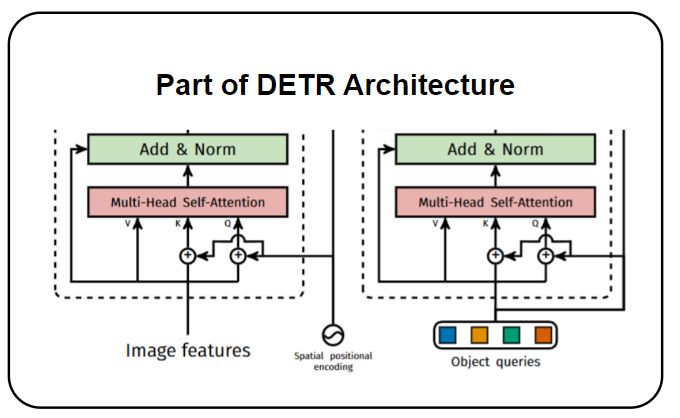 Part of DETR Architecture
Add & Norm
Multi-Head Self-Attention
V K Q
+ +
Image features
Spatial positional
encoding
Add & Norm
Multi-Head Self-Attention
V K Q
+ +
Object queries